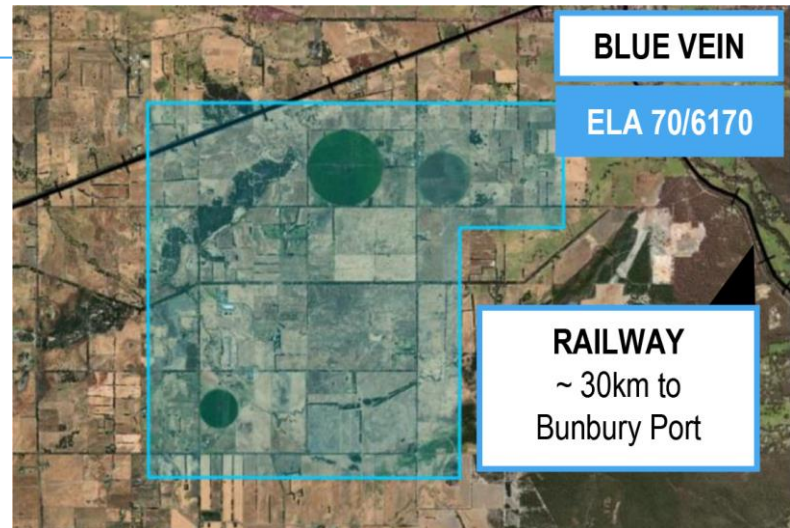 BLUE VEIN
ELA 70/6170
RAILWAY
~ 30km to
Bunbury Port